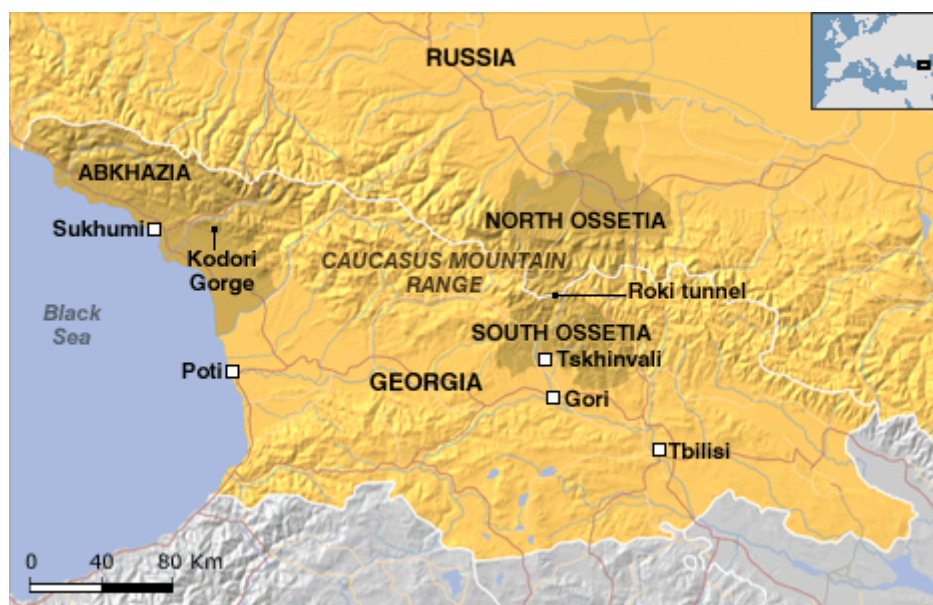 RUSSIA
ABKHAZIA
Sukhumi
Kodori
Gorge
NORTH OSSETIA
CAUCASUS MOUNTAIN
RANGE
Roki tunnel
Black
Sea
SOUTH OSSETIA
Tskhinvali
Poti
GEORGIA
Gori
Tbilisi
0 40 80 Km